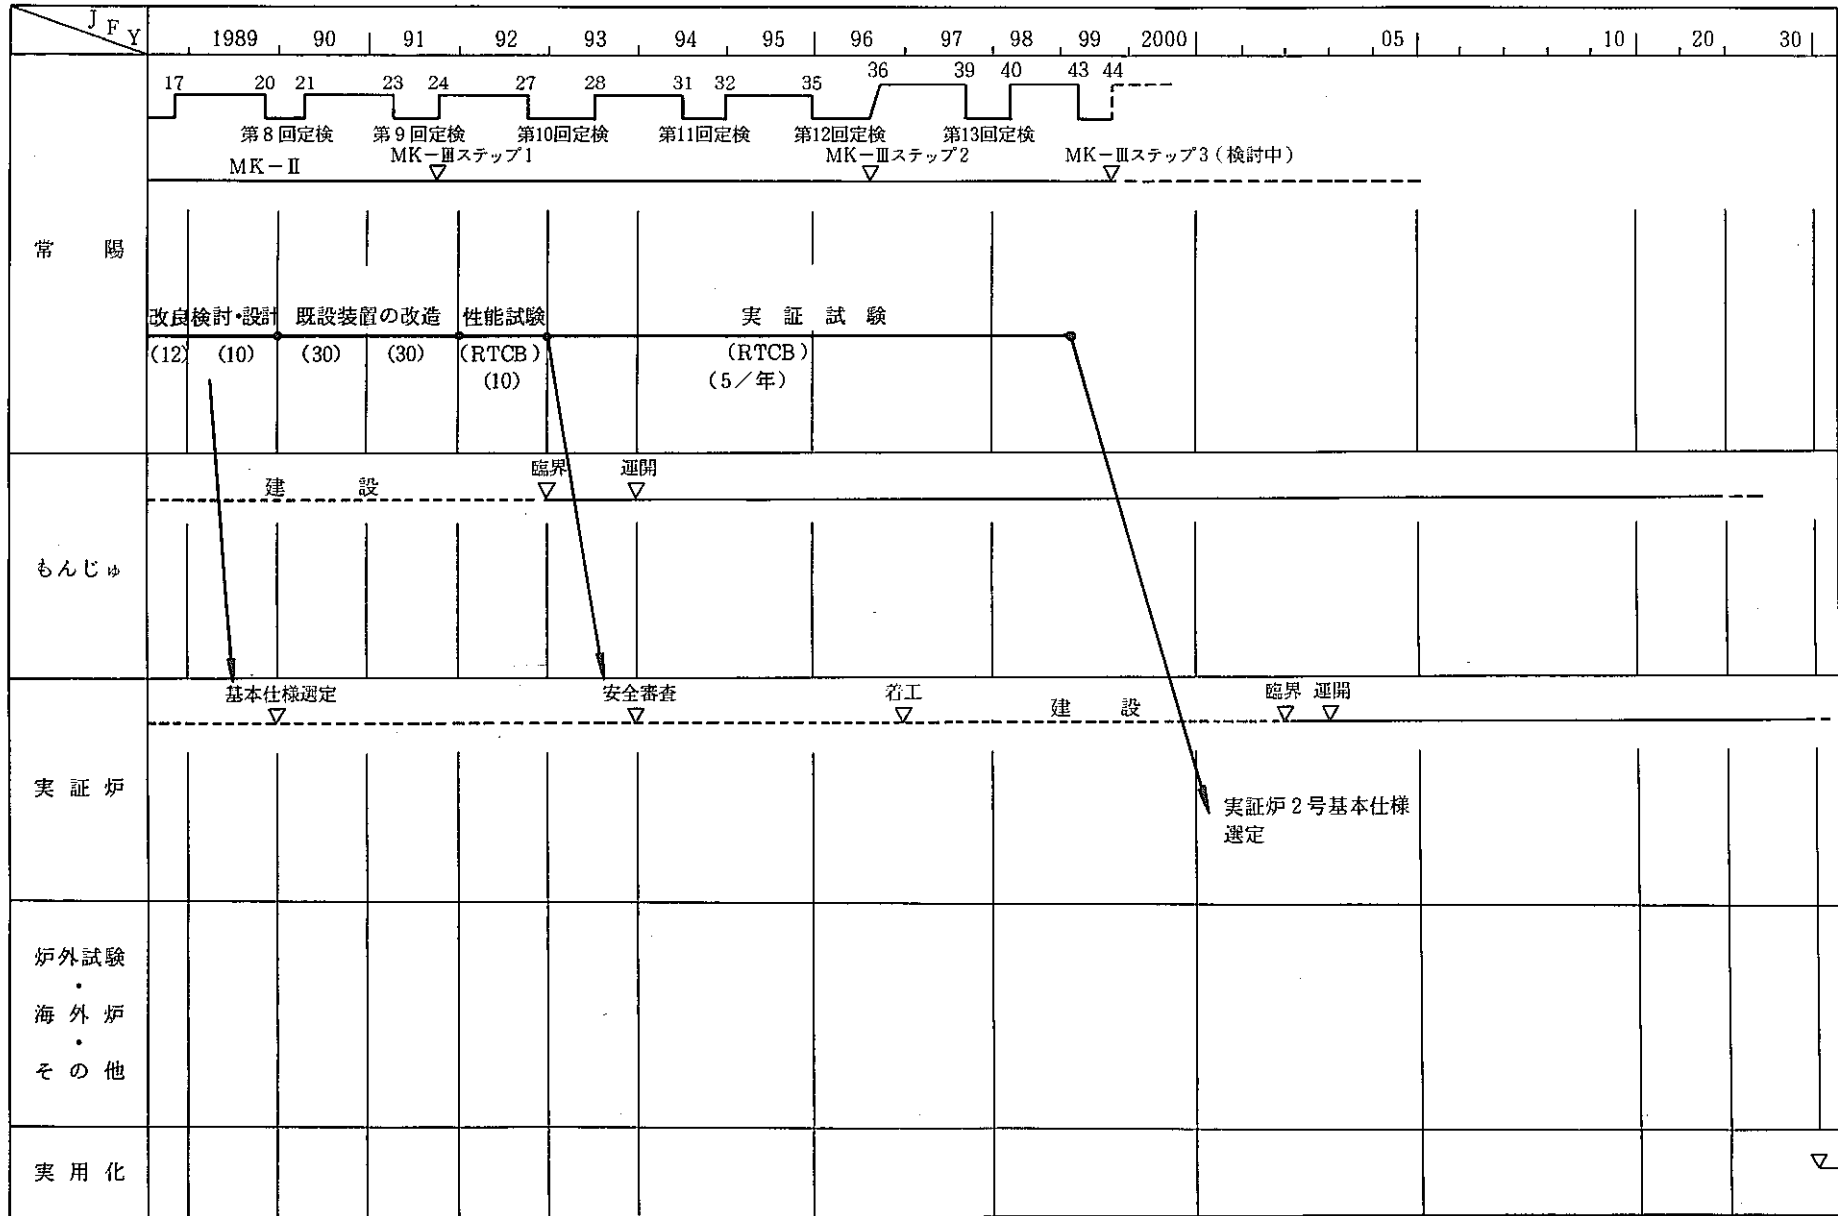 JFY 1989 90 91 92 93 94 95 96 97 98 99 2000 05 10 20 30
17 20 21 23 24 27 28 31 32 35 36 39 40 43 44
第8回定検 第9回定検 第10回定検 第11回定検 第12回定検 第13回定検
MK-Ⅱ MK-Ⅲステップ1 MK-Ⅲステップ2 MK-Ⅲステップ3(検討中)
常陽
改良検討・設計 既設装置の改造 性能試験 実証試験
(12) (10) (30) (30) (RTCB) (RTCB)
(10) (5/年)
臨界 運開
建設
もんじゅ
基本仕様選定 安全審査 着工 建設 臨界 運開
実証炉
実証炉2号基本仕様
選定
炉外試験
・
海外炉
・
その他
実用化